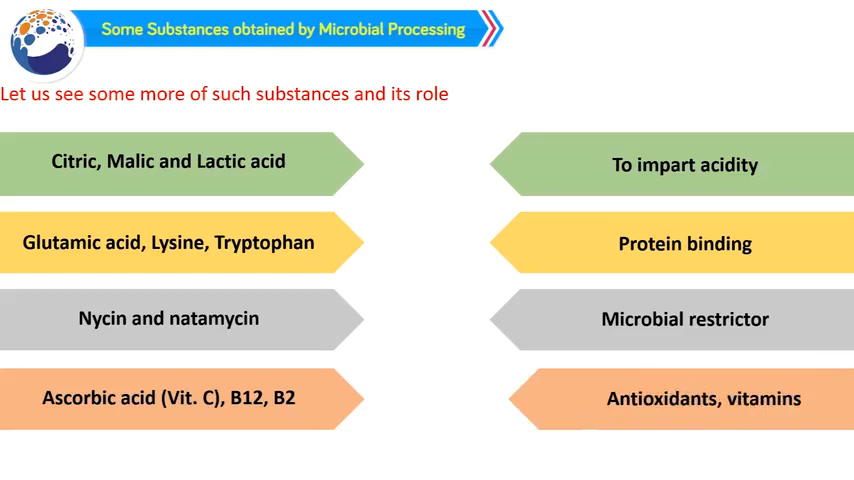 Some Substances obtained by Microbial Processing
Let us see some more of such substances and its role
Citric, Malic and Lactic acid
To impart acidity
Glutamic acid, Lysine, Tryptophan
Protein binding
Nycin and natamycin
Microbial restrictor
Ascorbic acid (Vit. C), B12, B2
Antioxidants, vitamins